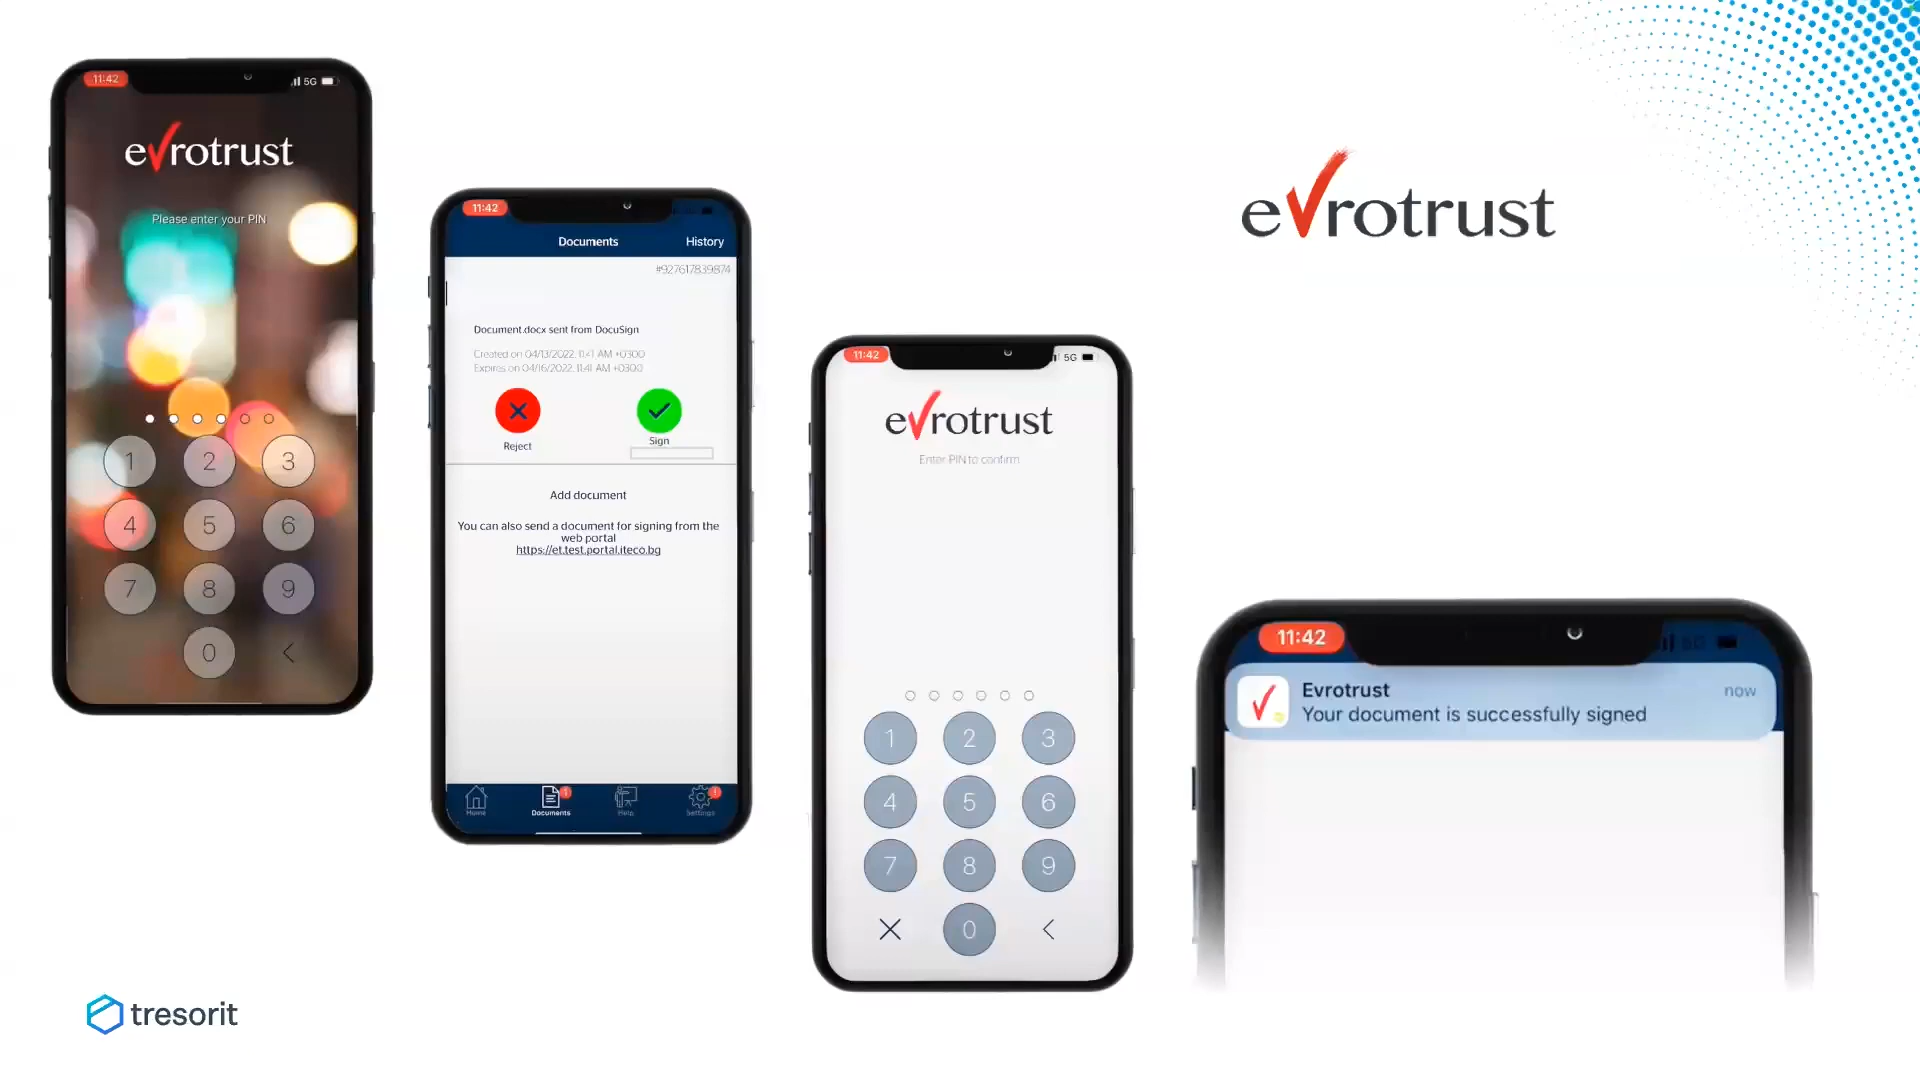 11:42
5G
evrotrust
Please enter your PIN
1 2 3
4 5 6
7 8 9
0
11:42
Documents
History
#927617839874
Document.docx sent from DocuSign
Created on 04/13/2022, 11:41 AM +0300
Expires on 04/16/2022, 11:41 AM +0300
Reject
Sign
Add document
You can also send a document for signing from the
web portal
https://et.test.portal.iteco.bg
Home
Documents
1
Help
Settings
1
11:42
5G
evrotrust
Enter PIN to confirm
1 2 3
4 5 6
7 8 9
0
evrotrust
11:42
5G
Evrotrust
now
Your document is successfully signed
tresorit